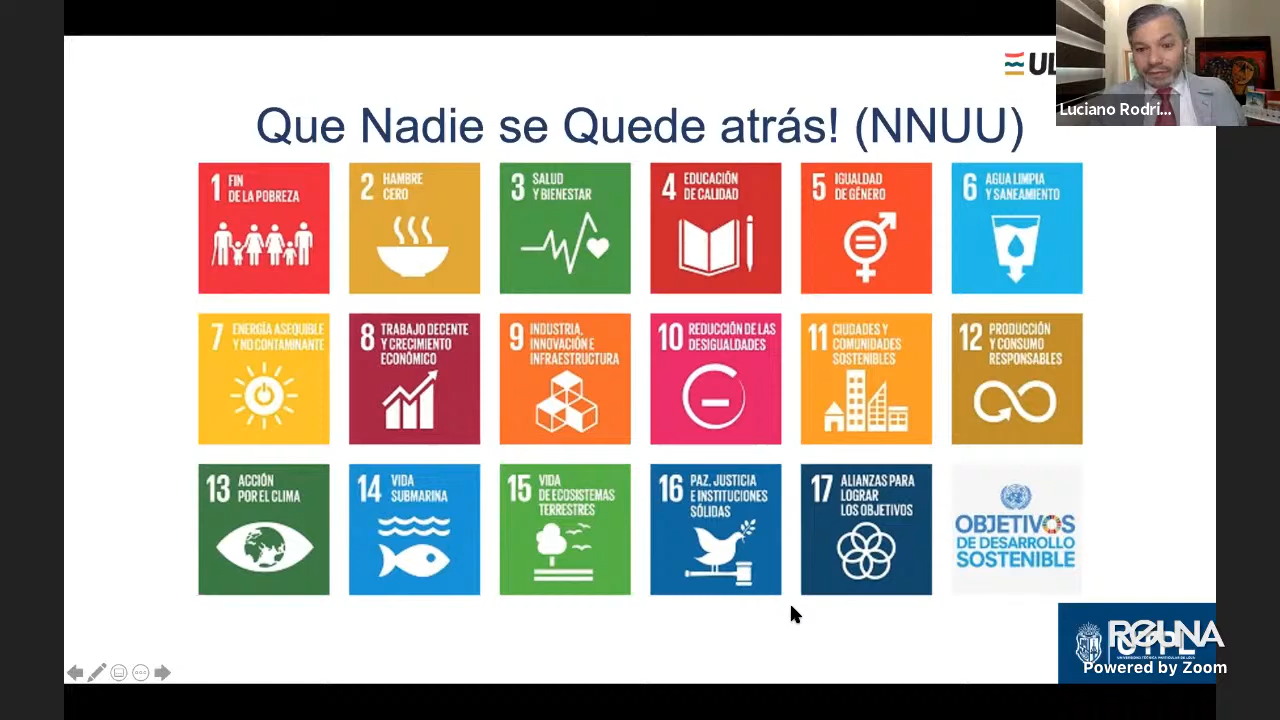 Luciano Rodrí...
Que Nadie se Quede atrás! (NNUU)
1 FIN
DE LA POBREZA
2 HAMBRE
CERO
3 SALUD
Y BIENESTAR
4 EDUCACIÓN
DE CALIDAD
5 IGUALDAD
DE GÉNERO
6 AGUA LIMPIA
Y SANEAMIENTO
7 ENERGÍA ASEQUIBLE
Y NO CONTAMINANTE
8 TRABAJO DECENTE
Y CRECIMIENTO
ECONÓMICO
9 INDUSTRIA,
INNOVACIÓN E
INFRAESTRUCTURA
10 REDUCCIÓN DE LAS
DESIGUALDADES
11 CIUDADES Y
COMUNIDADES
SOSTENIBLES
12 PRODUCCIÓN
Y CONSUMO
RESPONSABLES
13 ACCIÓN
POR EL CLIMA
14 VIDA
SUBMARINA
15 VIDA
DE ECOSISTEMAS
TERRESTRES
16 PAZ, JUSTICIA
E INSTITUCIONES
SÓLIDAS
17 ALIANZAS PARA
LOGRAR
LOS OBJETIVOS
OBJETIVOS
DE DESARROLLO
SOSTENIBLE
UTPL
Powered by Zoom